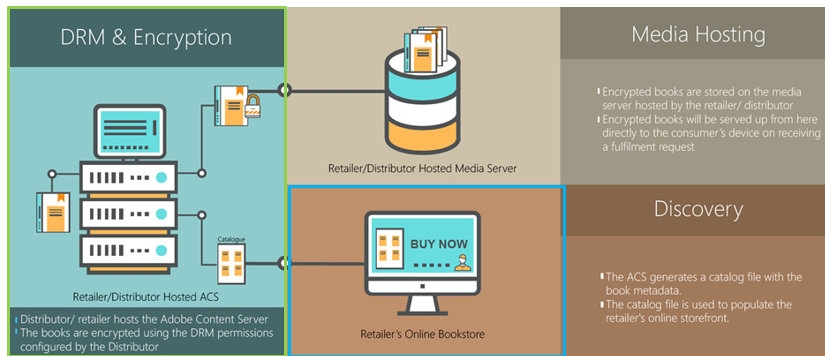 DRM & Encryption
Retailer/Distributor Hosted ACS
Catalogue
Distributor/ retailer hosts the Adobe Content Server
The books are encrypted using the DRM permissions
configured by the Distributor
Retailer/Distributor Hosted Media Server
Media Hosting
Encrypted books are stored on the media
server hosted by the retailer/ distributor
Encrypted books will be served up from here
directly to the consumer's device on receiving
a fulfilment request
BUY NOW
Retailer's Online Bookstore
Discovery
The ACS generates a catalog file with the
book metadata.
The catalog file is used to populate the
retailer's online storefront.